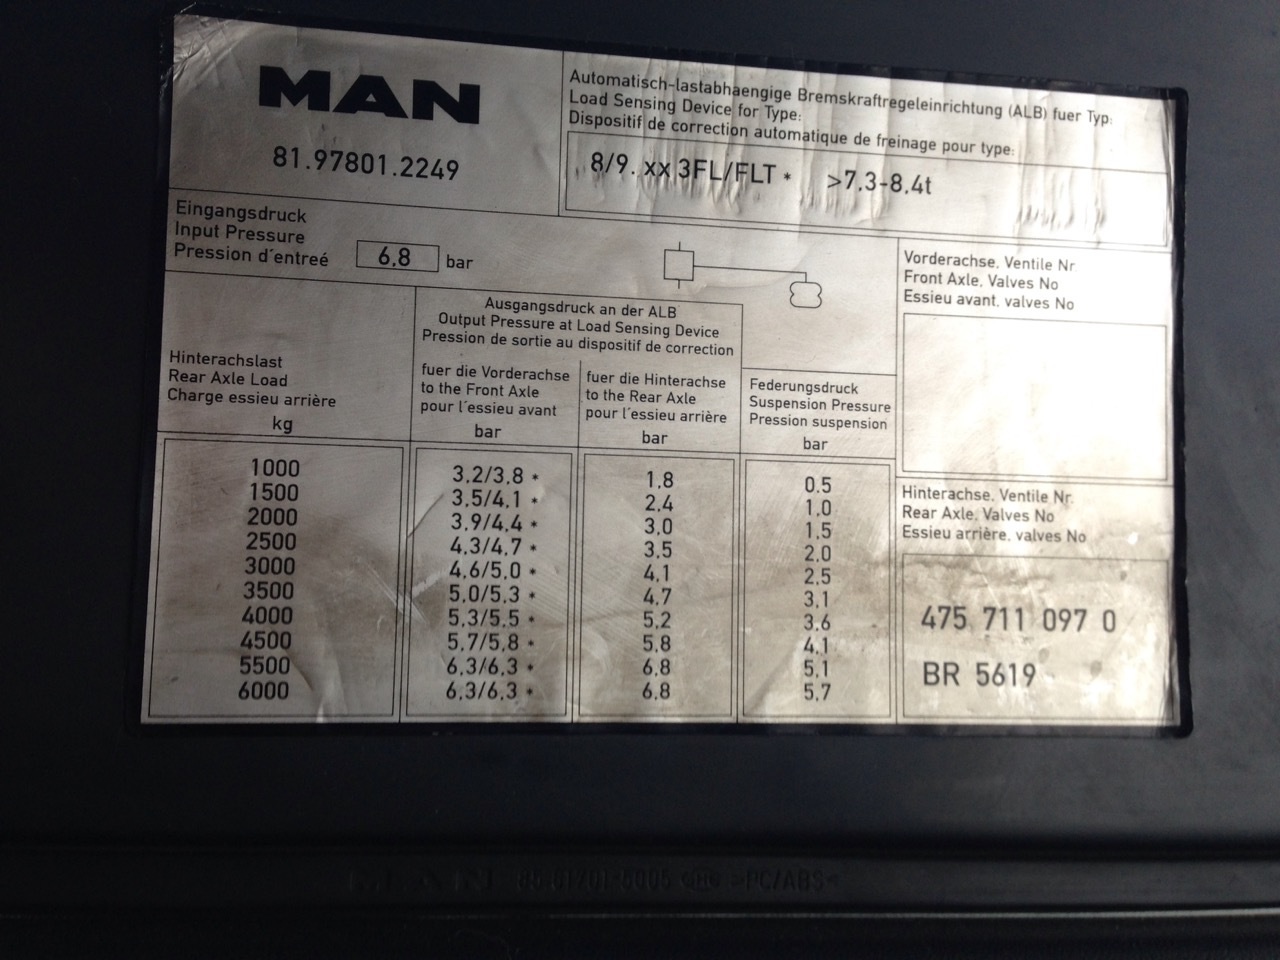 MAN
81.97801.2249
Automatisch-lastabhaengige Bremskraftregeleinrichtung (ALB) fuer Typ:
Load Sensing Device for Type:
Dispositif de correction automatique de freinage pour type:
8/9. xx 3FL/FLT * >7.3-8.4t
Eingangsdruck
Input Pressure
Pression d´entreé
6,8 bar
Ausgangsdruck an der ALB
Output Pressure at Load Sensing Device
Pression de sortie au dispositif de correction
Hinterachslast
Rear Axle Load
Charge essieu arrière
kg
fuer die Vorderachse
to the Front Axle
pour l´essieu avant
bar
fuer die Hinterachse
to the Rear Axle
pour l´essieu arrière
bar
Federungsdruck
Suspension Pressure
Pression suspension
bar
1000 3.2/3.8 * 1.8 0.5
1500 3.5/4.1 * 2.4 1.0
2000 3.9/4.4 * 3.0 1.5
2500 4.3/4.7 * 3.5 2.0
3000 4.6/5.0 * 4.1 2.5
3500 5.0/5.3 * 4.7 3.1
4000 5.3/5.5 * 5.2 3.6
4500 5.7/5.8 * 5.8 4.1
5500 6.3/6.3 * 6.8 5.1
6000 6.3/6.3 * 6.8 5.7
Vorderachse. Ventile Nr
Front Axle. Valves No
Essieu avant. valves No
Hinterachse. Ventile Nr.
Rear Axle. Valves No
Essieu arrière. valves No
475 711 097 0
BR 5619
MAN >PC/ABS<